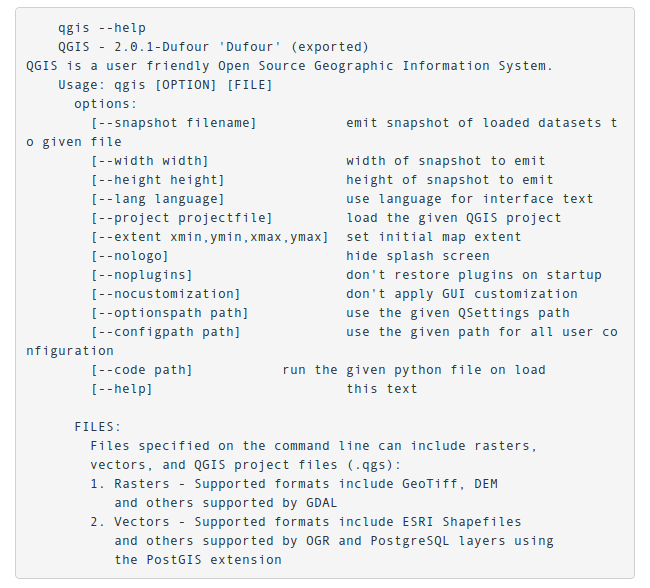 qgis --help
QGIS - 2.0.1-Dufour 'Dufour' (exported)
QGIS is a user friendly Open Source Geographic Information System.
Usage: qgis [OPTION] [FILE]
options:
[--snapshot filename] emit snapshot of loaded datasets t
o given file
[--width width] width of snapshot to emit
[--height height] height of snapshot to emit
[--lang language] use language for interface text
[--project projectfile] load the given QGIS project
[--extent xmin,ymin,xmax,ymax] set initial map extent
[--nologo] hide splash screen
[--noplugins] don't restore plugins on startup
[--nocustomization] don't apply GUI customization
[--optionspath path] use the given QSettings path
[--configpath path] use the given path for all user co
nfiguration
[--code path] run the given python file on load
[--help] this text
FILES:
Files specified on the command line can include rasters,
vectors, and QGIS project files (.qgs):
1. Rasters - Supported formats include GeoTiff, DEM
and others supported by GDAL
2. Vectors - Supported formats include ESRI Shapefiles
and others supported by OGR and PostgreSQL layers using
the PostGIS extension